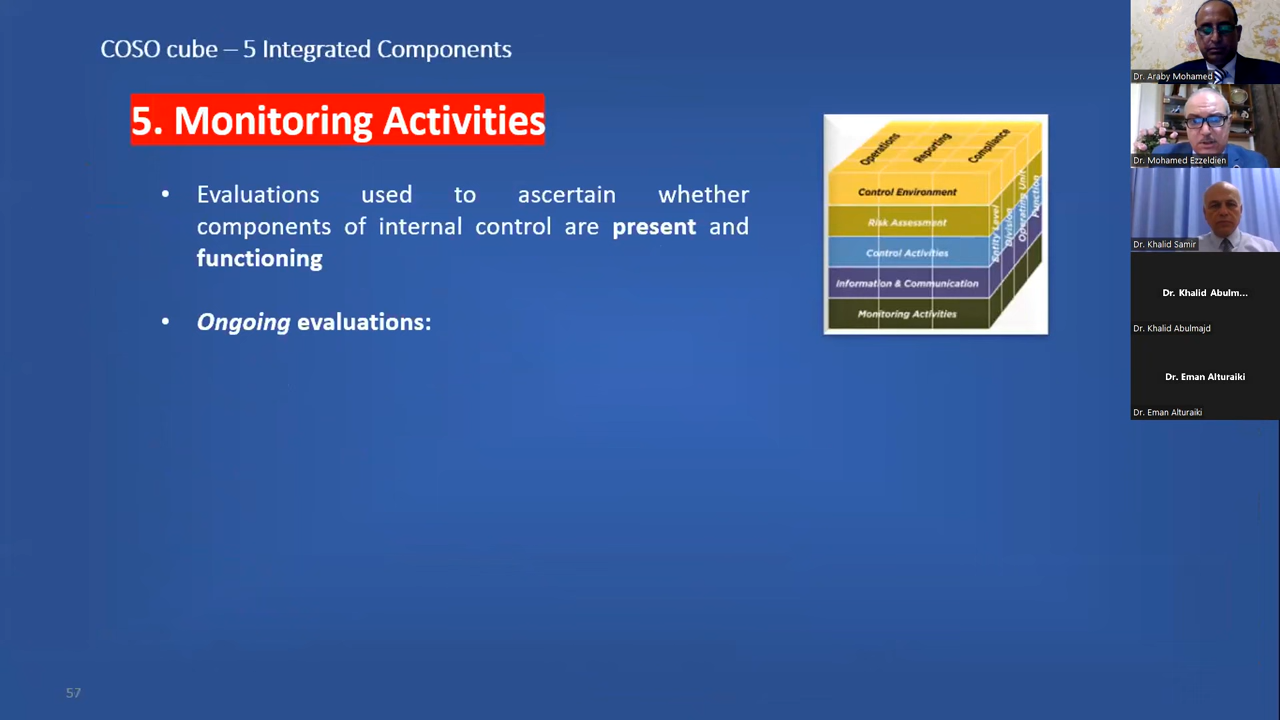 COSO cube – 5 Integrated Components
5. Monitoring Activities
• Evaluations used to ascertain whether
components of internal control are present and
functioning
• Ongoing evaluations:
Operations
Reporting
Compliance
Control Environment
Risk Assessment
Control Activities
Information & Communication
Monitoring Activities
Entity Level
Division
Operating Unit
Function
57
Dr. Araby Mohamed
Dr. Mohamed Ezzeldien
Dr. Khalid Samir
Dr. Khalid Abulm...
Dr. Khalid Abulmajd
Dr. Eman Alturaiki
Dr. Eman Alturaiki